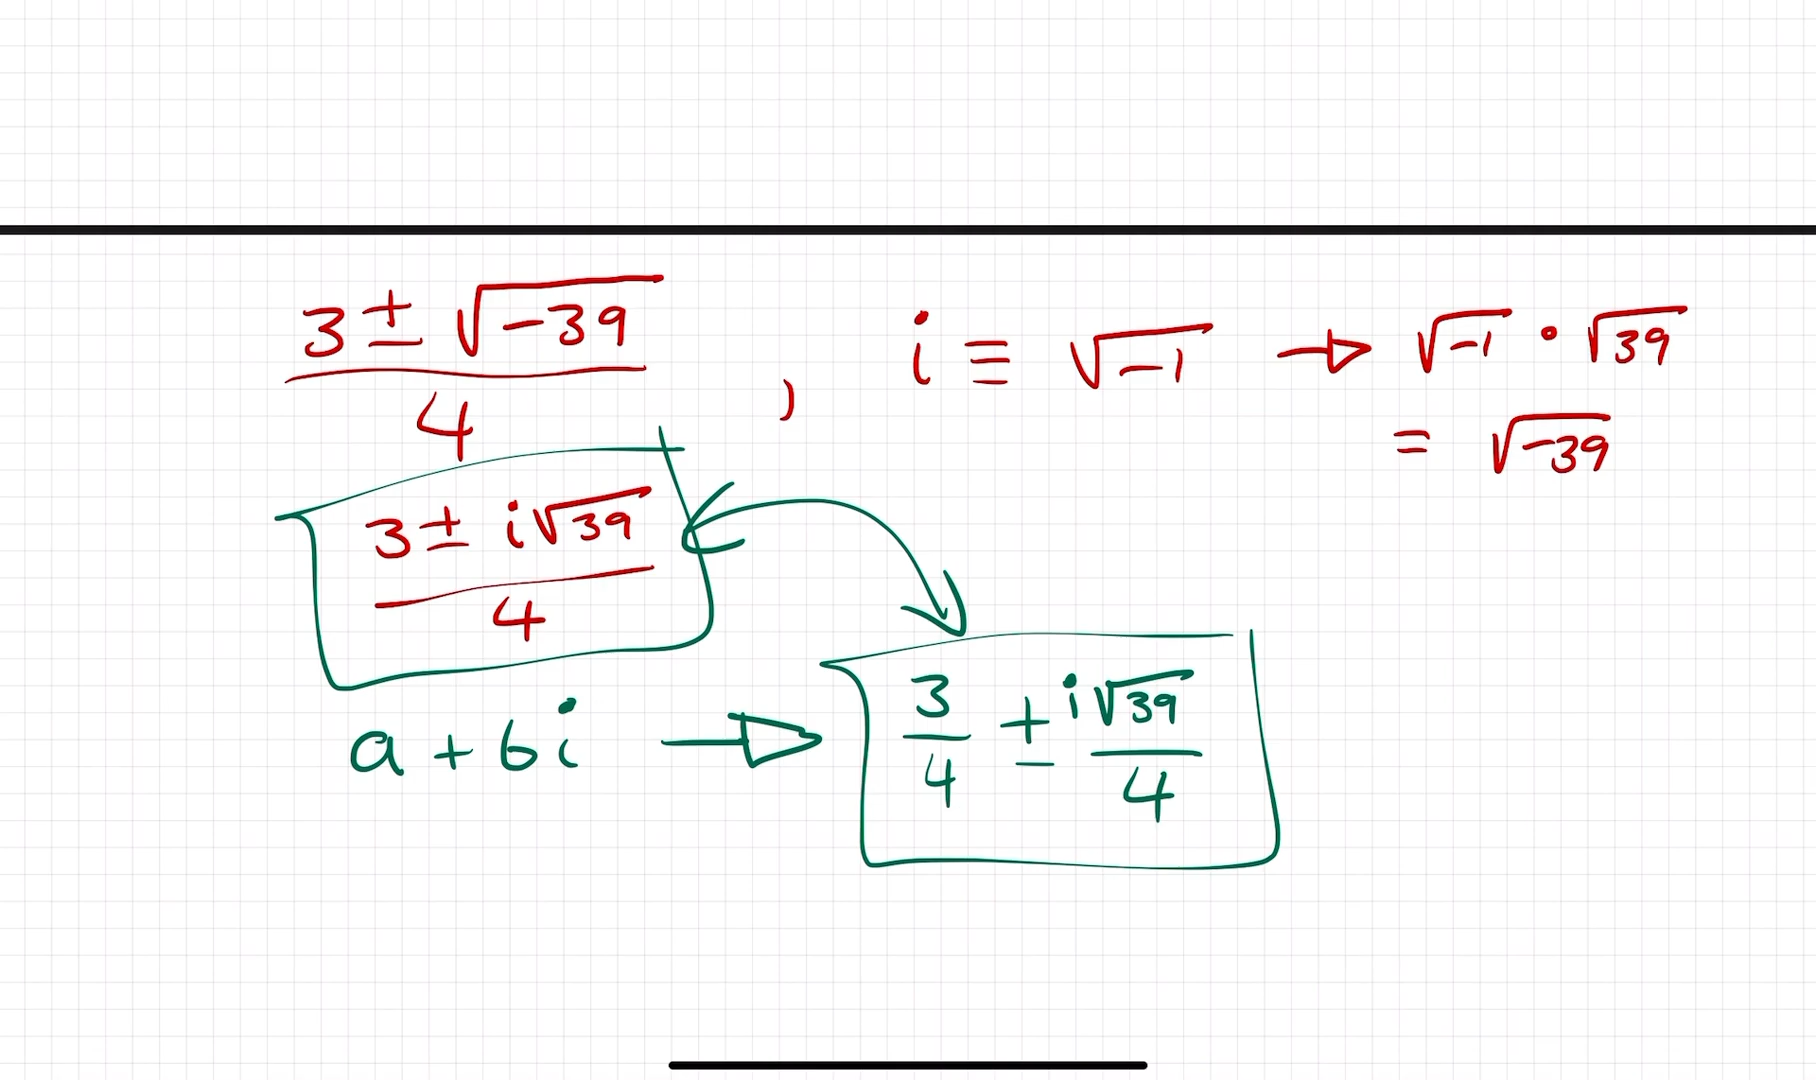 3 ± √-39 / 4 , i ≡ √-1 → √-1 • √39
= √-39
3 ± i√39 / 4
a + bi → 3/4 ± i√39/4